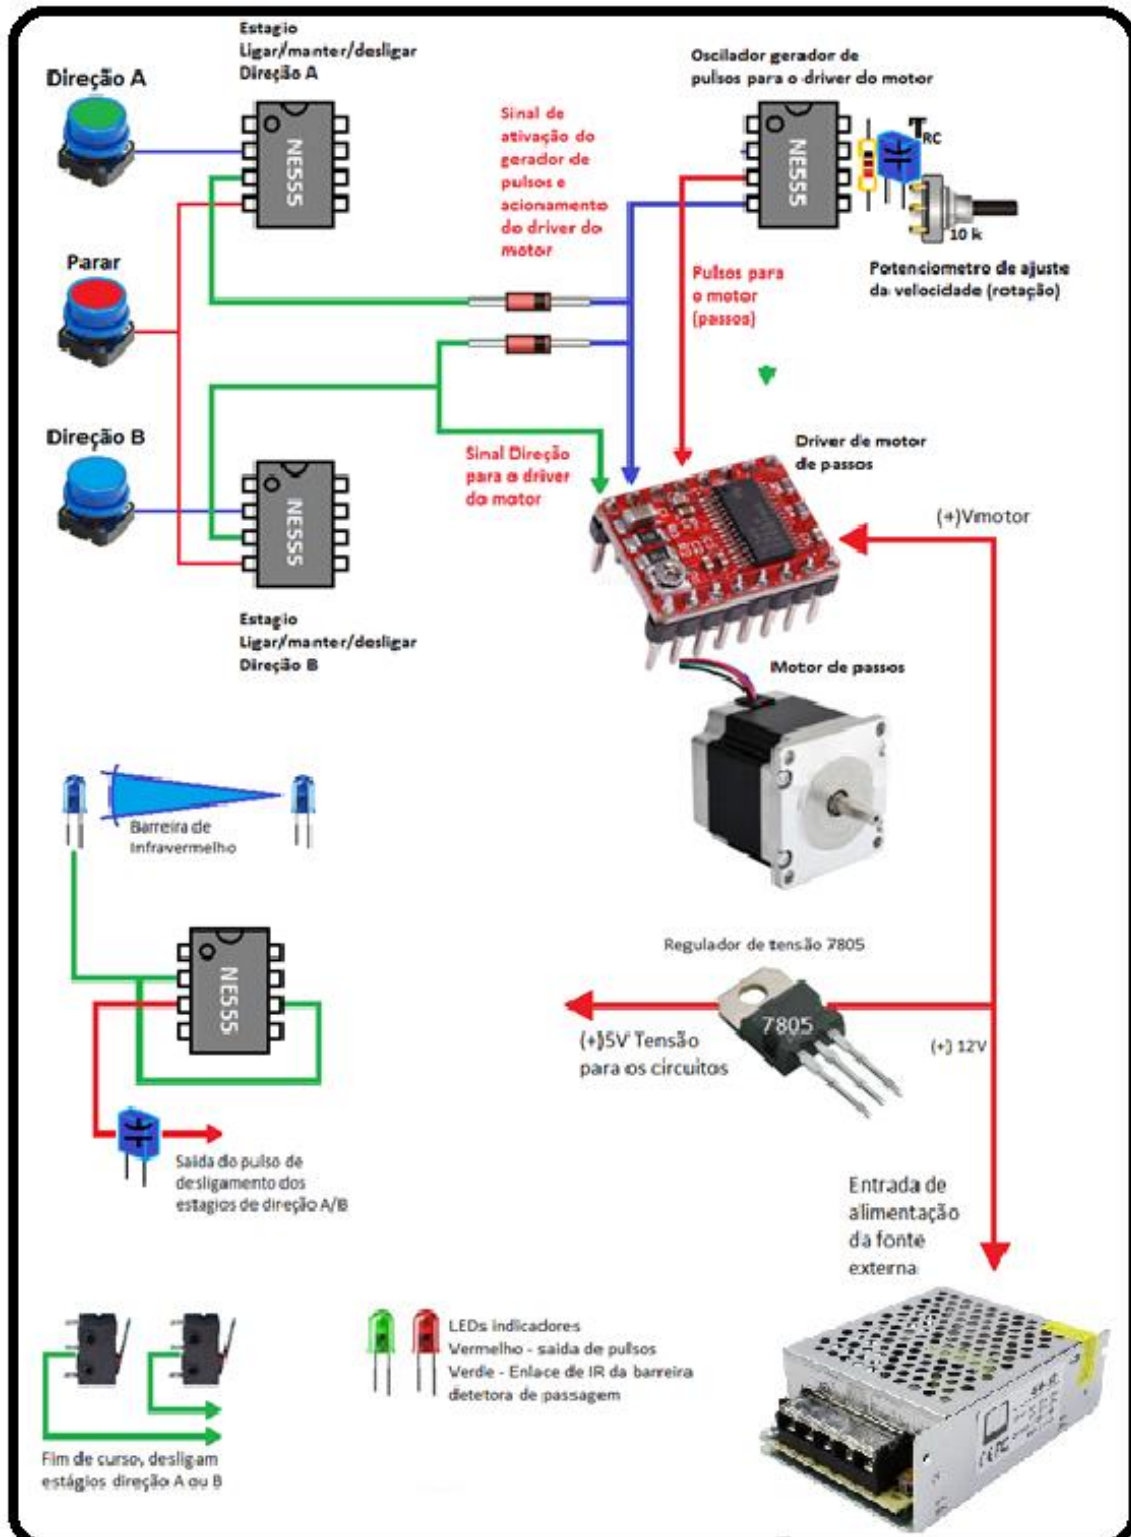 Estagio
Ligar/manter/desligar
Direção A
Direção A
NE555
Parar
Direção B
NE555
Estagio
Ligar/manter/desligar
Direção B
Sinal de
ativação do
gerador de
pulsos e
acionamento
do driver do
motor
Oscilador gerador de
pulsos para o driver do motor
NE555
TRC
10 k
Potenciometro de ajuste
da velocidade (rotação)
Pulsos para
o motor
(passos)
Sinal Direção
para o driver
do motor
Driver de motor
de passos
(+)Vmotor
Motor de passos
Barreira de
Infravermelho
NE555
Saida do pulso de
desligamento dos
estagios de direção A/B
Regulador de tensão 7805
7805
(+)5V Tensão
para os circuitos
(+) 12V
Entrada de
alimentação
da fonte
externa
Fim de curso, desligam
estágios direção A ou B
LEDs indicadores
Vermelho - saida de pulsos
Verde - Enlace de IR da barreira
detetora de passagem